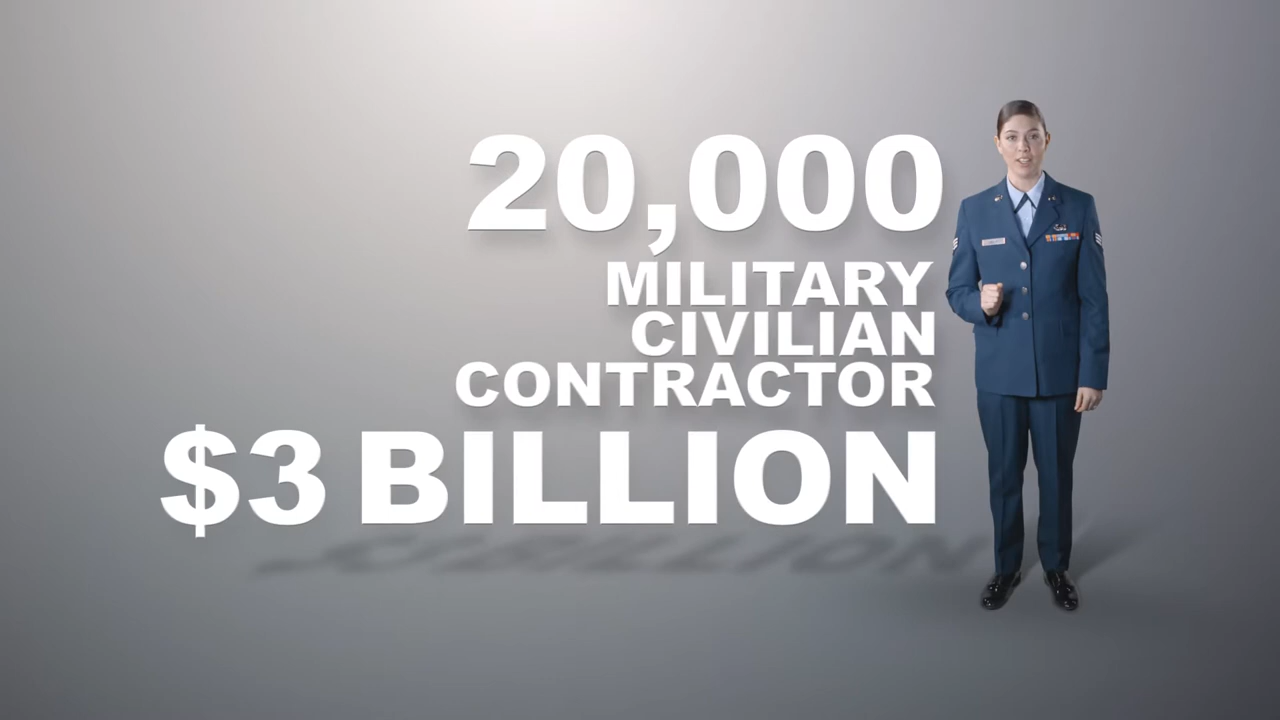 20,000
MILITARY
CIVILIAN
CONTRACTOR
$3 BILLION